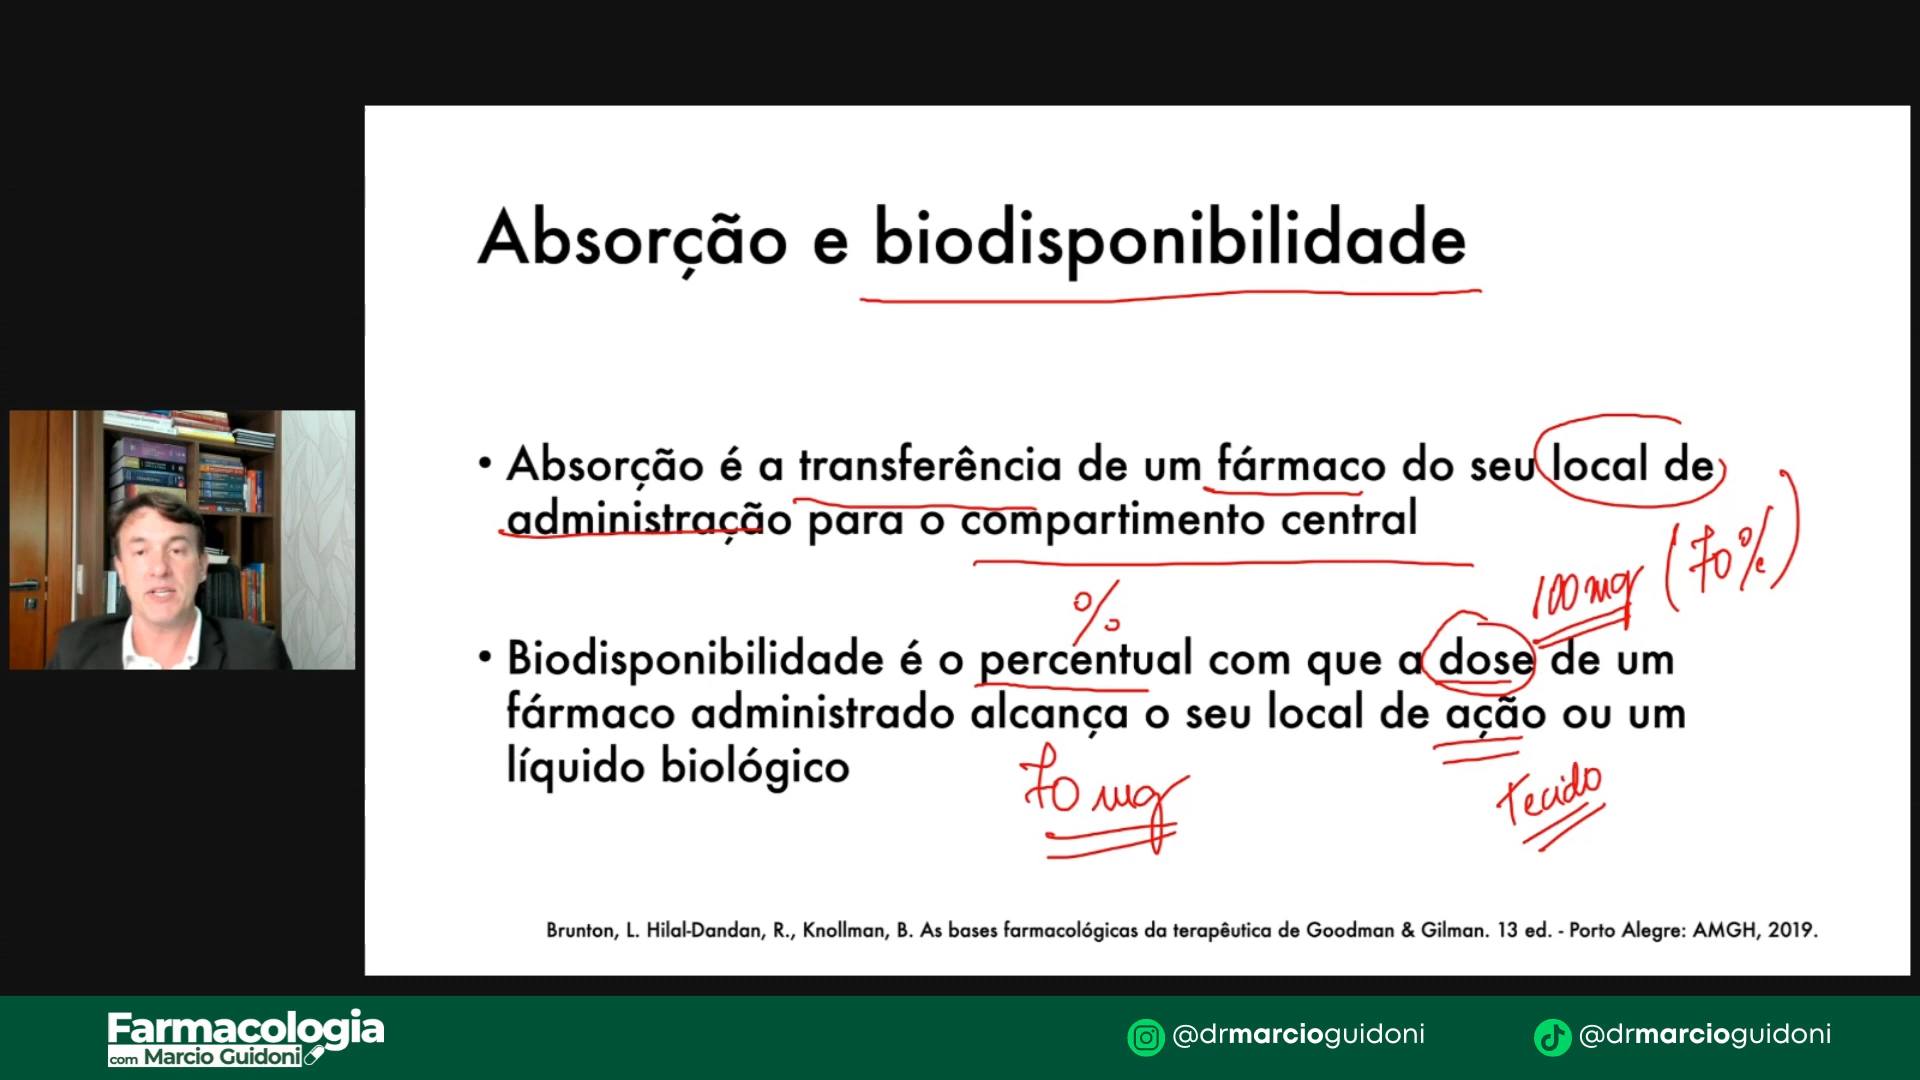 Absorção e biodisponibilidade
• Absorção é a transferência de um fármaco do seu local de
administração para o compartimento central
100 mg (70%)
%
• Biodisponibilidade é o percentual com que a dose de um
fármaco administrado alcança o seu local de ação ou um
líquido biológico
70 mg
Tecido
Brunton, L. Hilal-Dandan, R., Knollman, B. As bases farmacológicas da terapêutica de Goodman & Gilman. 13 ed. - Porto Alegre: AMGH, 2019.
Farmacologia
com Marcio Guidoni
@drmarcioguidoni
@drmarcioguidoni